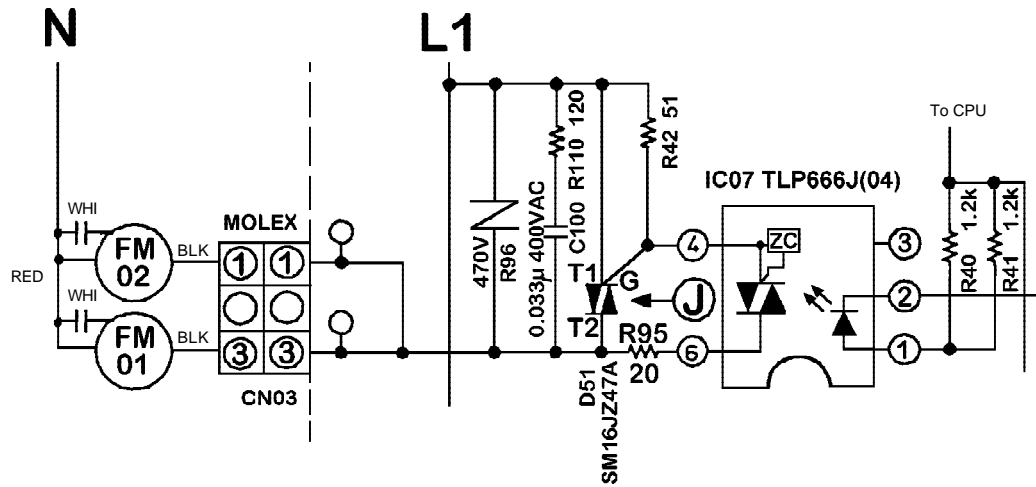 N
L1
To CPU
R110 120
C100
0.033μ 400VAC
R42 51
IC07 TLP666J(04)
WHI
FM
02
BLK
MOLEX
1
1
RED
WHI
FM
01
BLK
3
3
CN03
470V
R96
T1
G
T2
J
R95
20
D51
SM16JZ47A
4
6
ZC
3
2
1
R40 1.2k
R41 1.2k